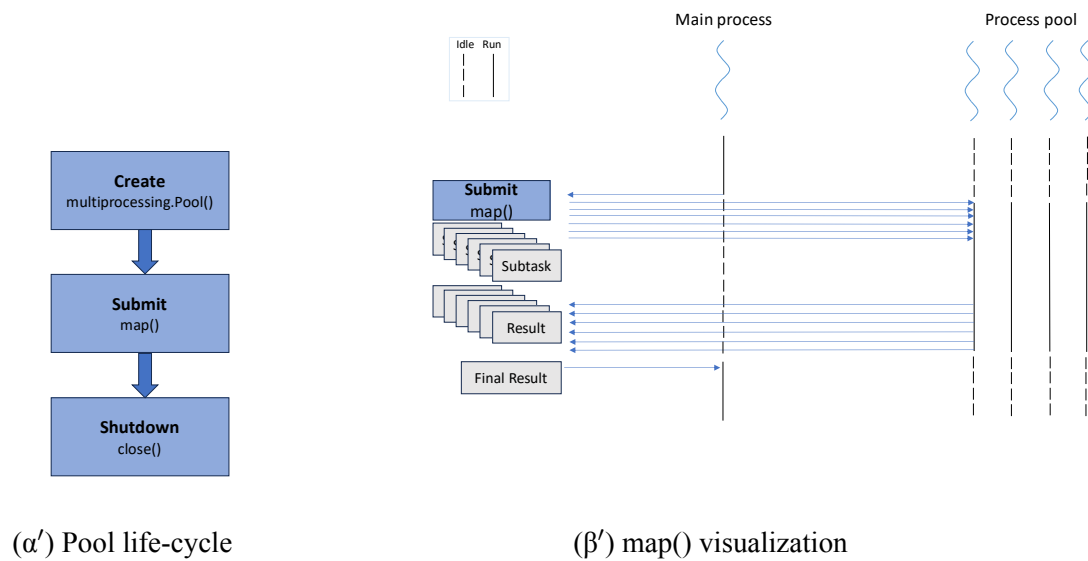 Main process
Process pool
Idle Run
Create
multiprocessing.Pool()
Submit
map()
Shutdown
close()
Submit
map()
Subtask
Result
Final Result
(α′) Pool life-cycle
(β′) map() visualization